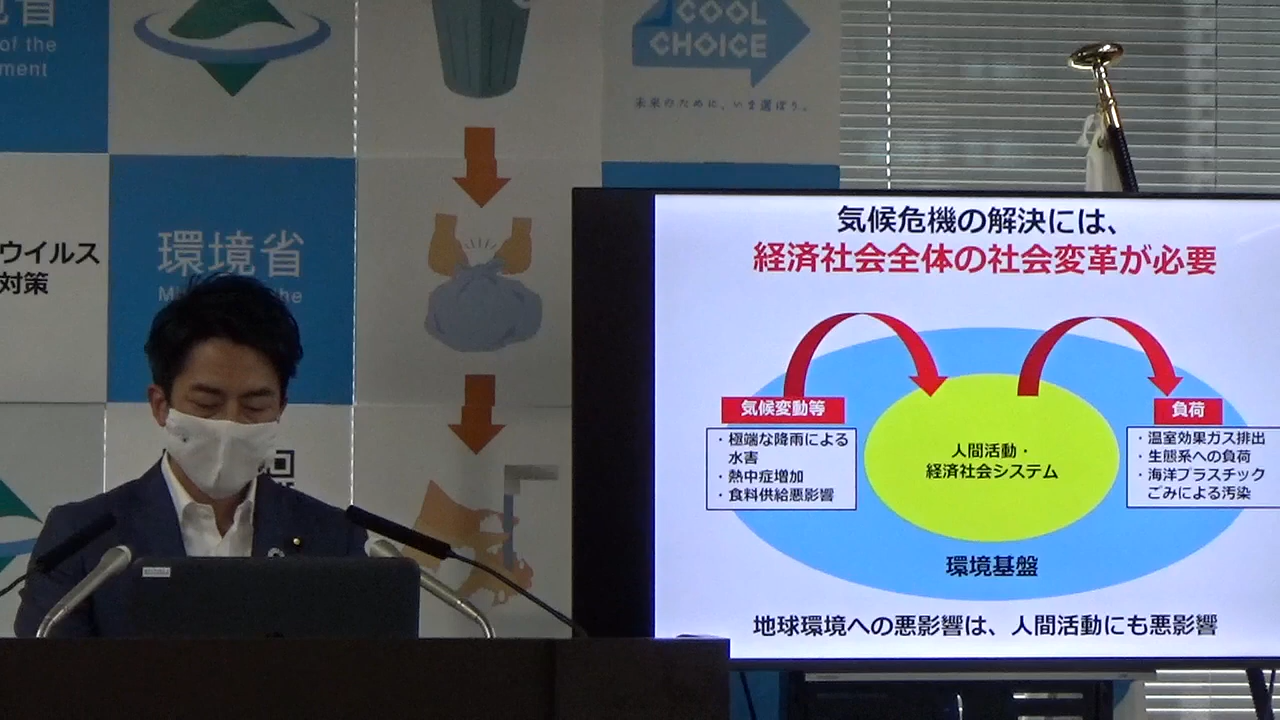 省
of the
ment
COOL
CHOICE
未来のために、いま選ぼう。
ウイルス
対策
環境省
気候危機の解決には、
経済社会全体の社会変革が必要
気候変動等
・極端な降雨による
水害
・熱中症増加
・食料供給悪影響
人間活動・
経済社会システム
負荷
・温室効果ガス排出
・生態系への負荷
・海洋プラスチック
ごみによる汚染
環境基盤
地球環境への悪影響は、人間活動にも悪影響